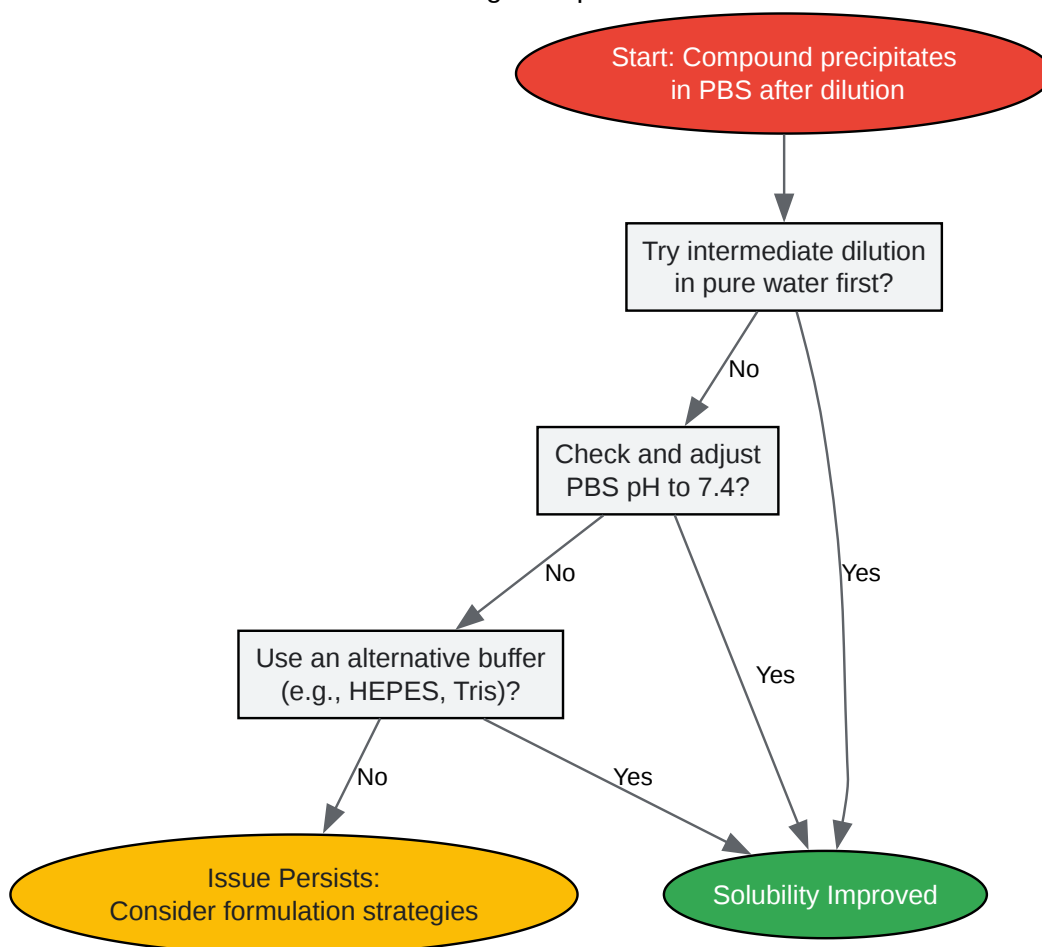 Start: Compound precipitates
in PBS after dilution
Try intermediate dilution
in pure water first?
No
Check and adjust
PBS pH to 7.4?
No
Yes
Use an alternative buffer
(e.g., HEPES, Tris)?
Yes
No
Yes
Issue Persists:
Consider formulation strategies
Solubility Improved